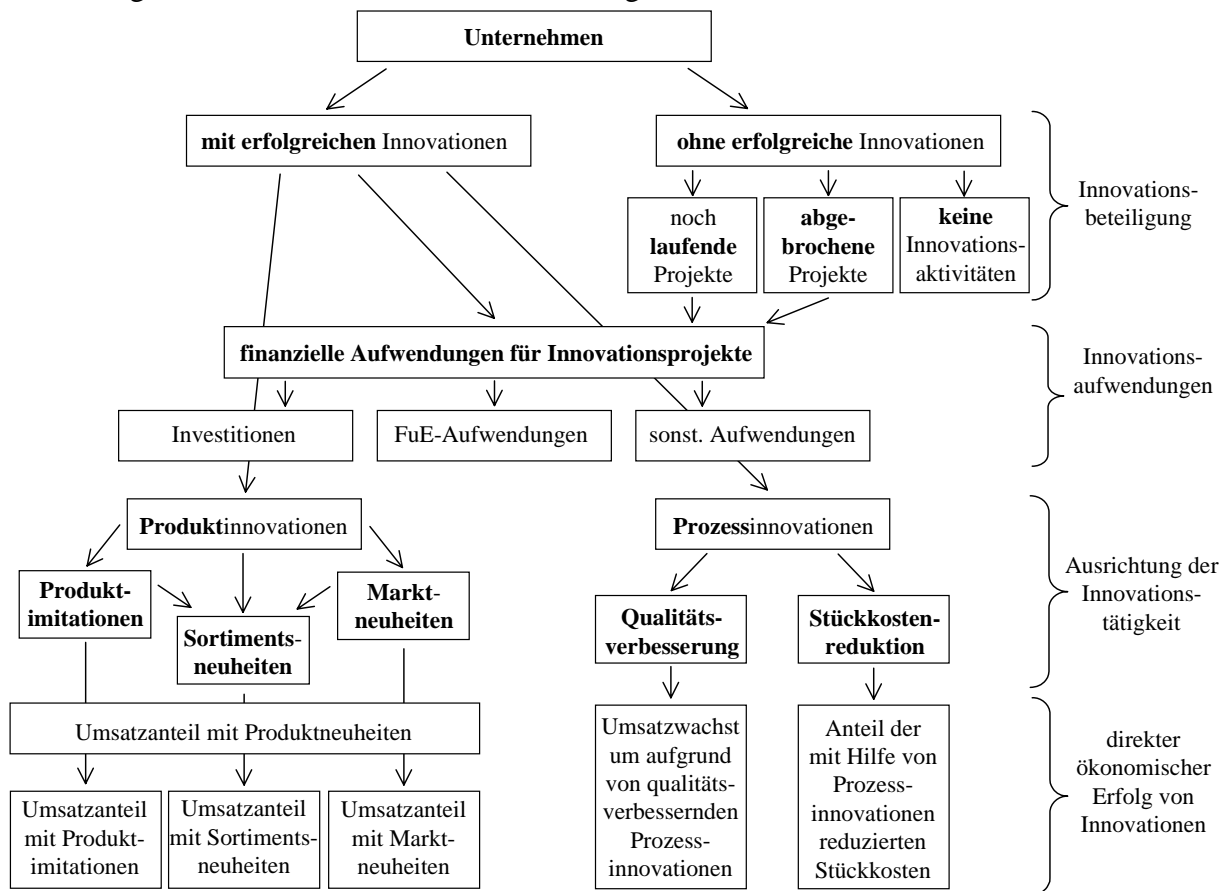 Unternehmen
mit erfolgreichen Innovationen
ohne erfolgreiche Innovationen
noch
laufende
Projekte
abge-
brochene
Projekte
keine
Innovations-
aktivitäten
Innovations-
beteiligung
finanzielle Aufwendungen für Innovationsprojekte
Innovations-
aufwendungen
Investitionen
FuE-Aufwendungen
sonst. Aufwendungen
Produktinnovationen
Prozessinnovationen
Produkt-
imitationen
Sortiments-
neuheiten
Markt-
neuheiten
Qualitäts-
verbesserung
Stückkosten-
reduktion
Ausrichtung der
Innovations-
tätigkeit
Umsatzanteil mit Produktneuheiten
Umsatzanteil
mit Produkt-
imitationen
Umsatzanteil
mit Sortiments-
neuheiten
Umsatzanteil
mit Markt-
neuheiten
Umsatzwachst
um aufgrund
von qualitäts-
verbessernden
Prozess-
innovationen
Anteil der
mit Hilfe von
Prozess-
innovationen
reduzierten
Stückkosten
direkter
ökonomischer
Erfolg von
Innovationen